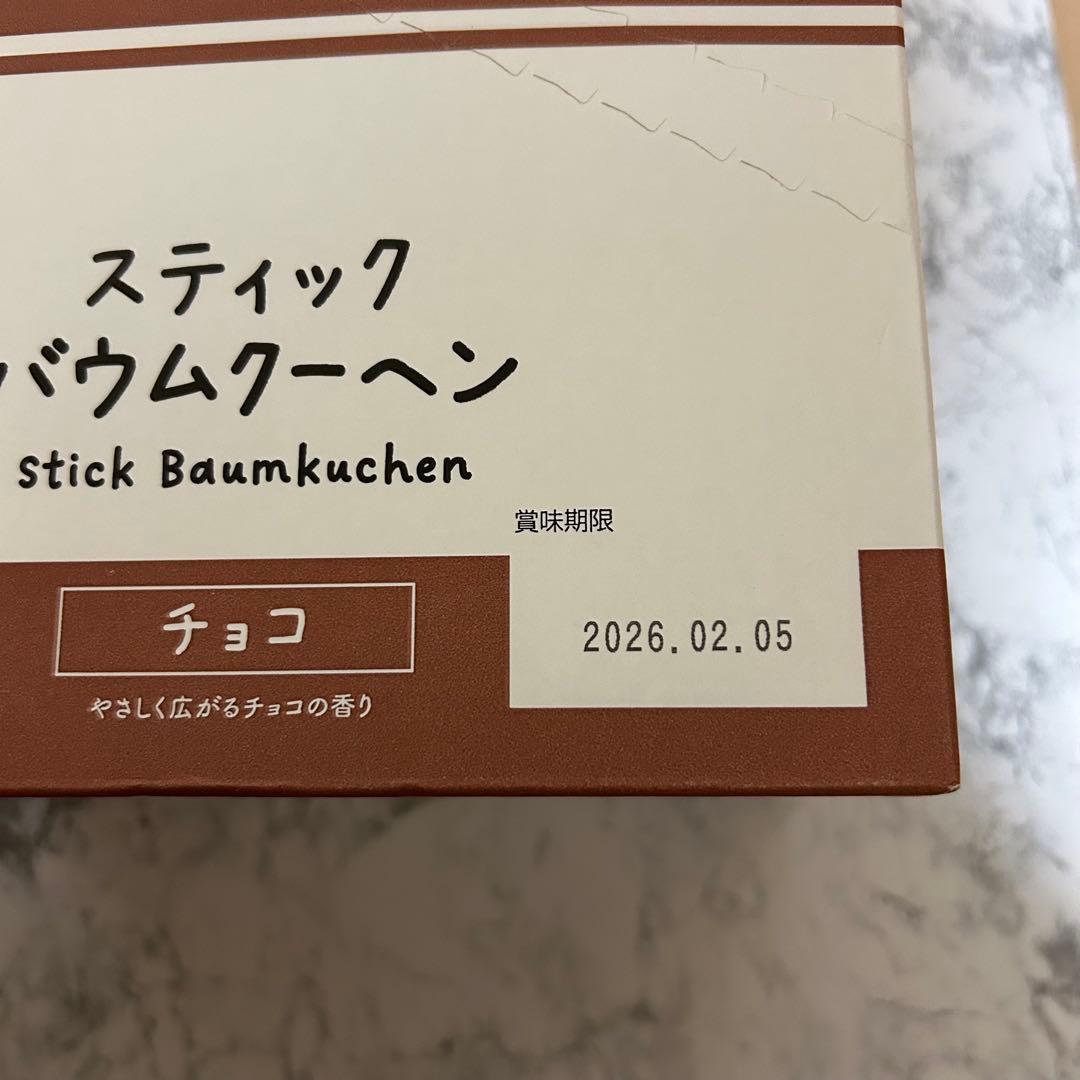 スティック
バウムクーヘン
stick Baumkuchen
賞味期限
チョコ
2026.02.05
やさしく広がるチョコの香り